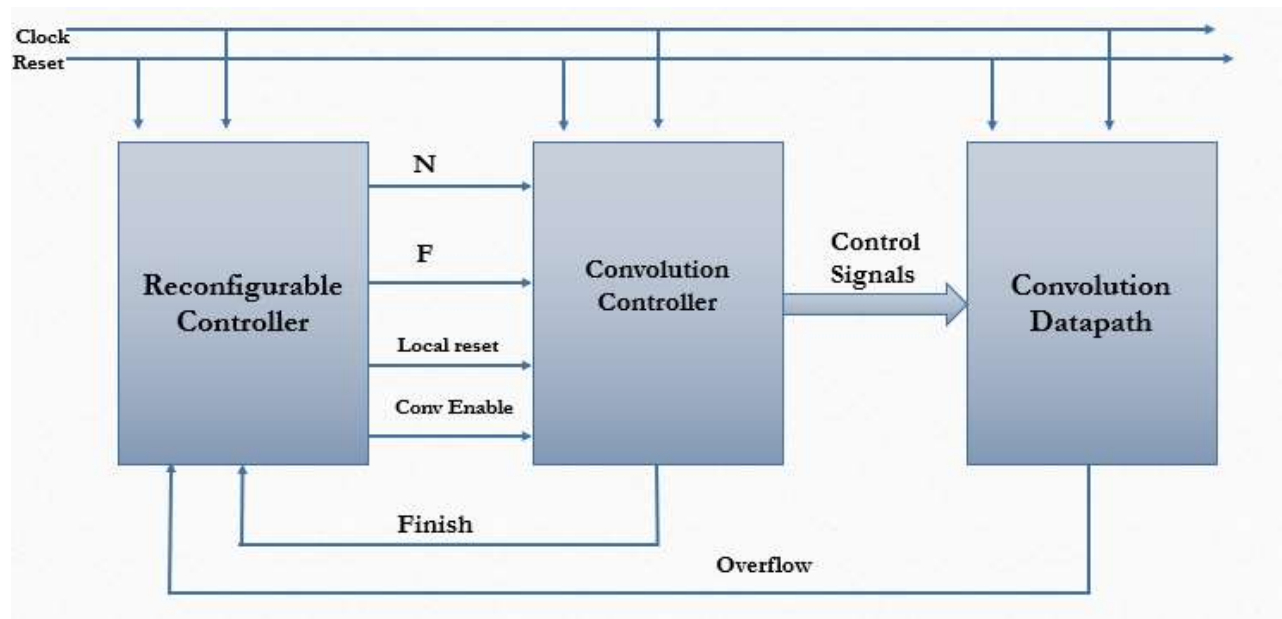 Clock
Reset
N
F
Local reset
Conv Enable
Reconfigurable
Controller
Convolution
Controller
Control
Signals
Convolution
Datapath
Finish
Overflow